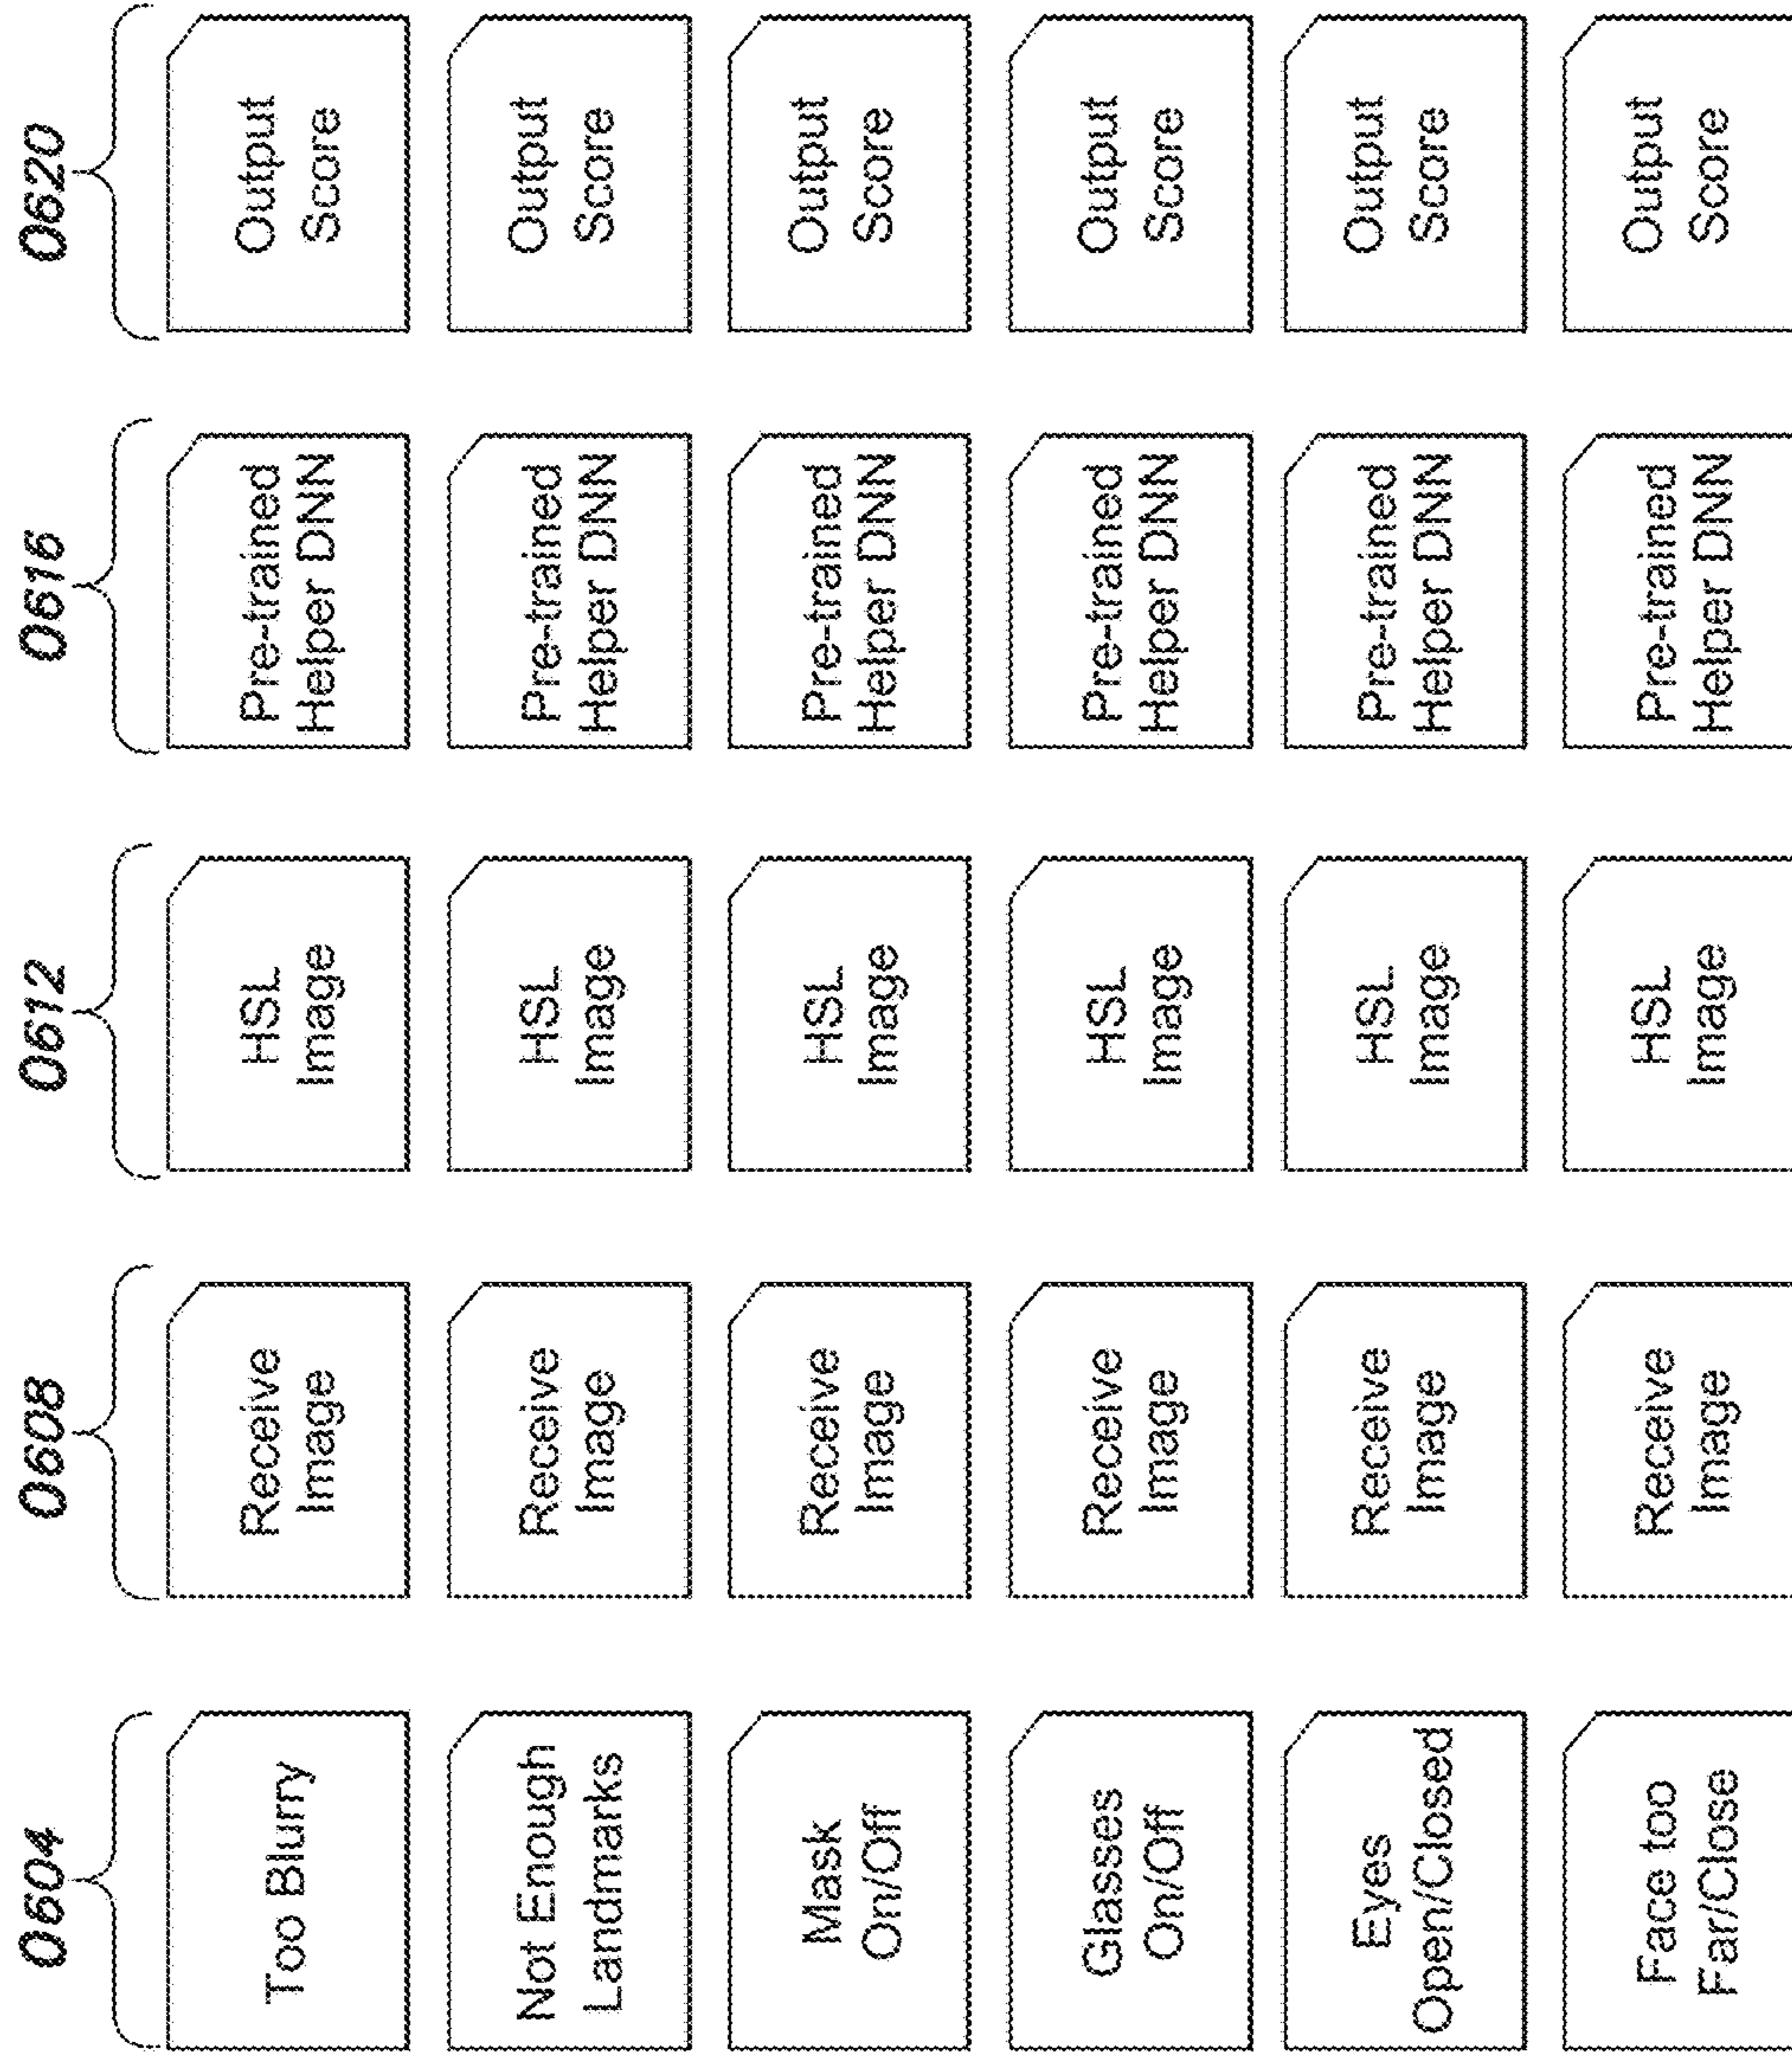 0604
0608
0612
0616
0620
Too Blurry
Receive
Image
HSL
Image
Pre-trained
Helper DNN
Output
Score
Not Enough
Landmarks
Receive
Image
HSL
Image
Pre-trained
Helper DNN
Output
Score
Mask
On/Off
Receive
Image
HSL
Image
Pre-trained
Helper DNN
Output
Score
Glasses
On/Off
Receive
Image
HSL
Image
Pre-trained
Helper DNN
Output
Score
Eyes
Open/Closed
Receive
Image
HSL
Image
Pre-trained
Helper DNN
Output
Score
Face too
Far/Close
Receive
Image
HSL
Image
Pre-trained
Helper DNN
Output
Score